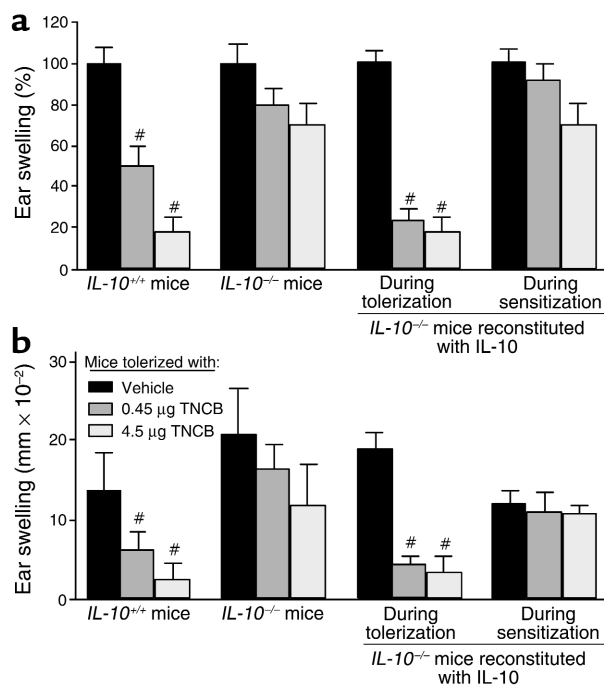 a
120
100
80
60
40
20
0
Ear swelling (%)
#
#
#
#
IL-10+/+ mice
IL-10–/– mice
During
tolerization
During
sensitization
IL-10–/– mice reconstituted
with IL-10
b
30
20
10
0
Ear swelling (mm × 10–2)
Mice tolerized with:
Vehicle
0.45 μg TNCB
4.5 μg TNCB
#
#
#
#
IL-10+/+ mice
IL-10–/– mice
During
tolerization
During
sensitization
IL-10–/– mice reconstituted
with IL-10